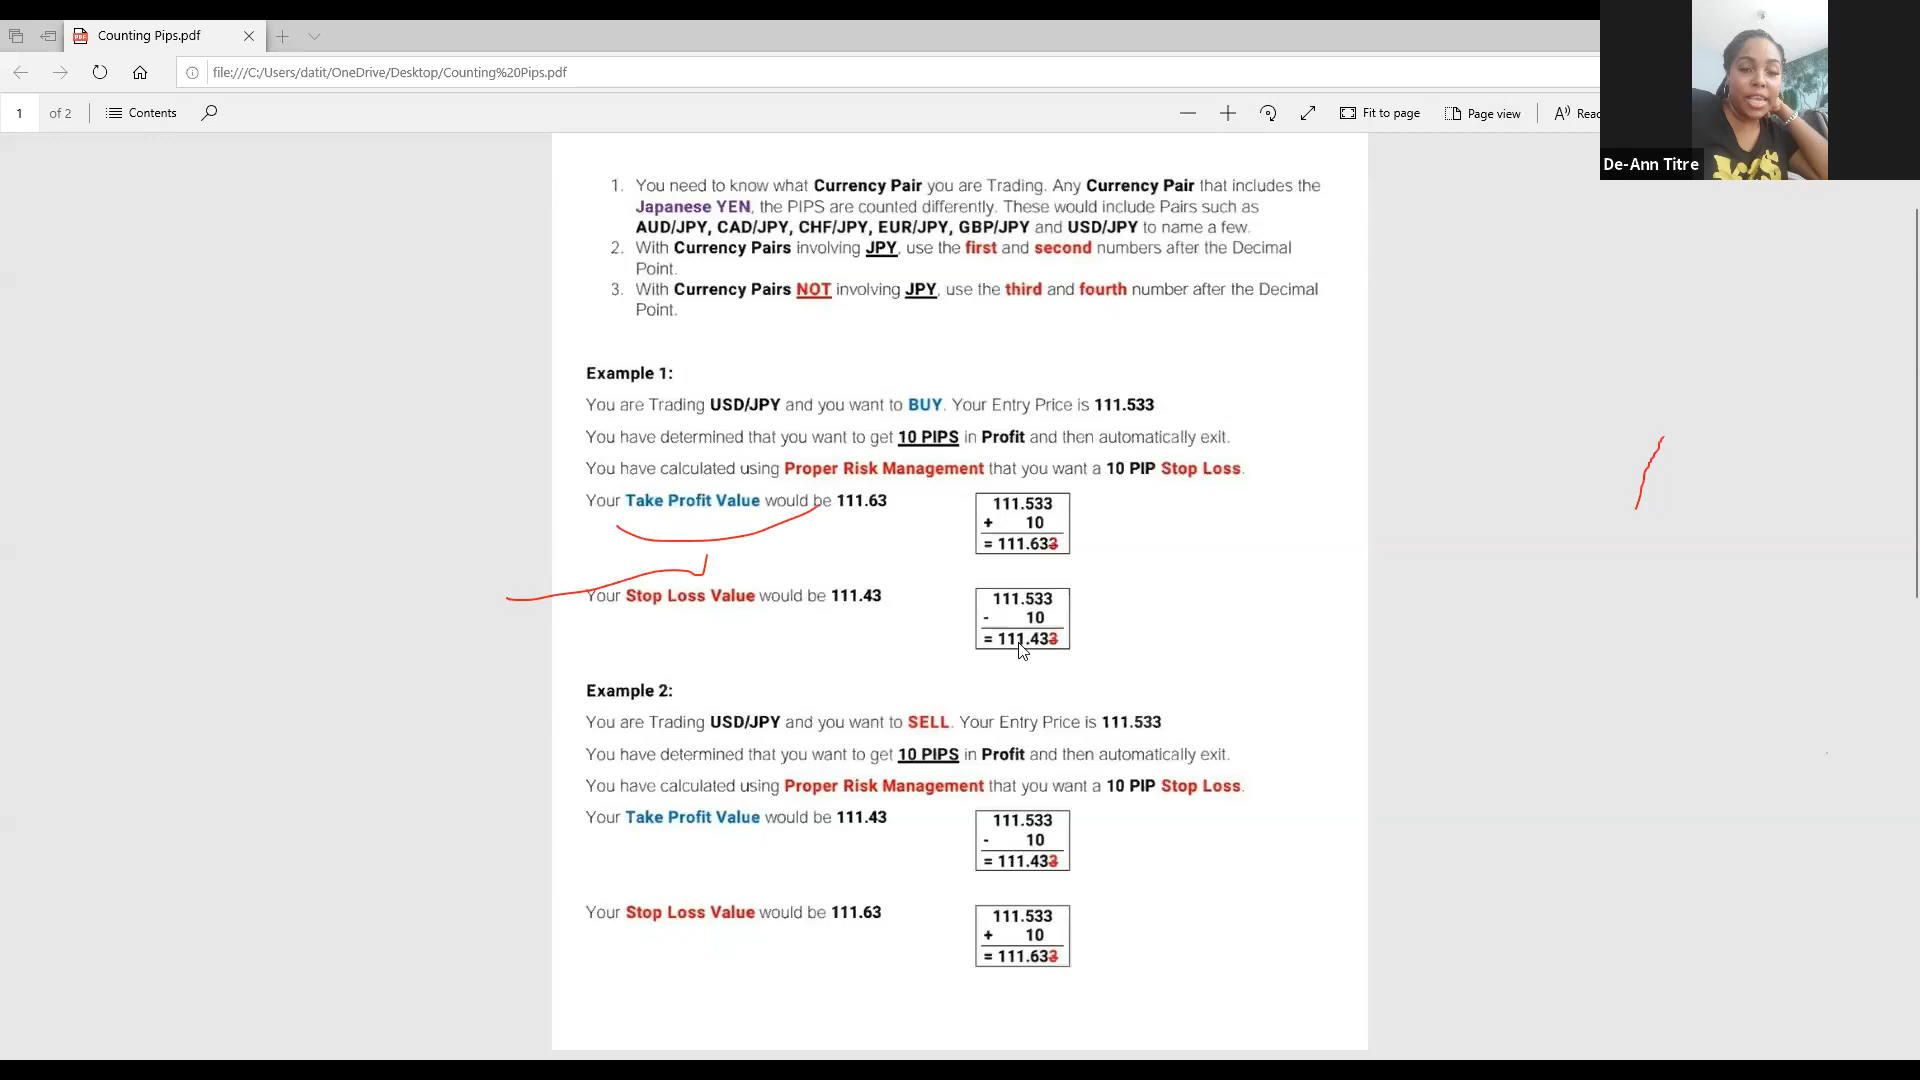 Counting Pips.pdf
file:///C:/Users/datit/OneDrive/Desktop/Counting%20Pips.pdf
1 of 2 Contents Fit to page Page view Read
De-Ann Titre
1. You need to know what Currency Pair you are Trading. Any Currency Pair that includes the
Japanese YEN, the PIPS are counted differently. These would include Pairs such as
AUD/JPY, CAD/JPY, CHF/JPY, EUR/JPY, GBP/JPY and USD/JPY to name a few.
2. With Currency Pairs involving JPY, use the first and second numbers after the Decimal
Point.
3. With Currency Pairs NOT involving JPY, use the third and fourth number after the Decimal
Point.
Example 1:
You are Trading USD/JPY and you want to BUY. Your Entry Price is 111.533
You have determined that you want to get 10 PIPS in Profit and then automatically exit.
You have calculated using Proper Risk Management that you want a 10 PIP Stop Loss.
Your Take Profit Value would be 111.63
111.533
+ 10
= 111.633
Your Stop Loss Value would be 111.43
111.533
- 10
= 111.433
Example 2:
You are Trading USD/JPY and you want to SELL. Your Entry Price is 111.533
You have determined that you want to get 10 PIPS in Profit and then automatically exit.
You have calculated using Proper Risk Management that you want a 10 PIP Stop Loss.
Your Take Profit Value would be 111.43
111.533
- 10
= 111.433
Your Stop Loss Value would be 111.63
111.533
+ 10
= 111.633